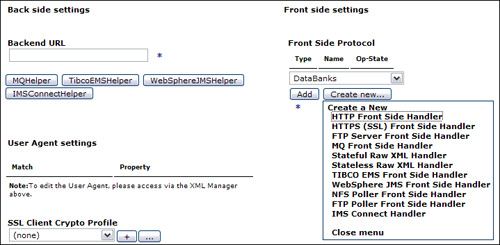 Back side settings
Backend URL
*
MQHelper TibcoEMSHelper WebSphereJMSHelper
IMSConnectHelper
User Agent settings
Match Property
Note:To edit the User Agent, please access via the XML Manager
above.
SSL Client Crypto Profile
(none) + ...
Front side settings
Front Side Protocol
Type Name Op-State
DataBanks
Add Create new...
*
Create a New
HTTP Front Side Handler
HTTPS (SSL) Front Side Handler
FTP Server Front Side Handler
MQ Front Side Handler
Stateful Raw XML Handler
Stateless Raw XML Handler
TIBCO EMS Front Side Handler
WebSphere JMS Front Side Handler
NFS Poller Front Side Handler
FTP Poller Front Side Handler
IMS Connect Handler
Close menu